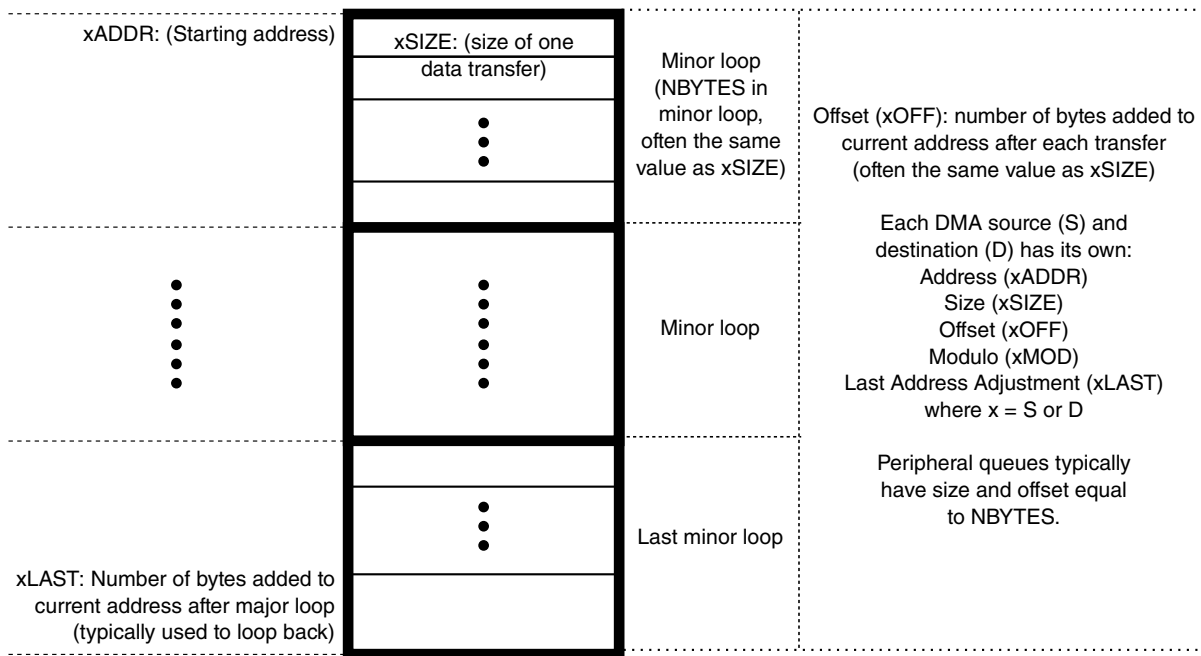 xADDR: (Starting address)
xSIZE: (size of one
data transfer)
Minor loop
(NBYTES in
minor loop,
often the same
value as xSIZE)
Offset (xOFF): number of bytes added to
current address after each transfer
(often the same value as xSIZE)
Each DMA source (S) and
destination (D) has its own:
Address (xADDR)
Size (xSIZE)
Offset (xOFF)
Modulo (xMOD)
Last Address Adjustment (xLAST)
where x = S or D
Peripheral queues typically
have size and offset equal
to NBYTES.
Minor loop
Last minor loop
xLAST: Number of bytes added to
current address after major loop
(typically used to loop back)